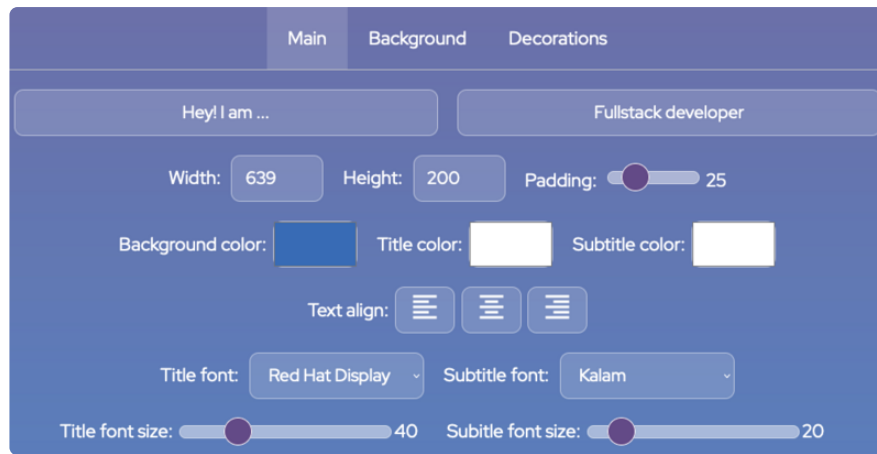 Main Background Decorations
Hey! I am ... Fullstack developer
Width: 639 Height: 200 Padding: 25
Background color: Title color: Subtitle color:
Text align:
Title font: Red Hat Display Subtitle font: Kalam
Title font size: 40 Subitle font size: 20